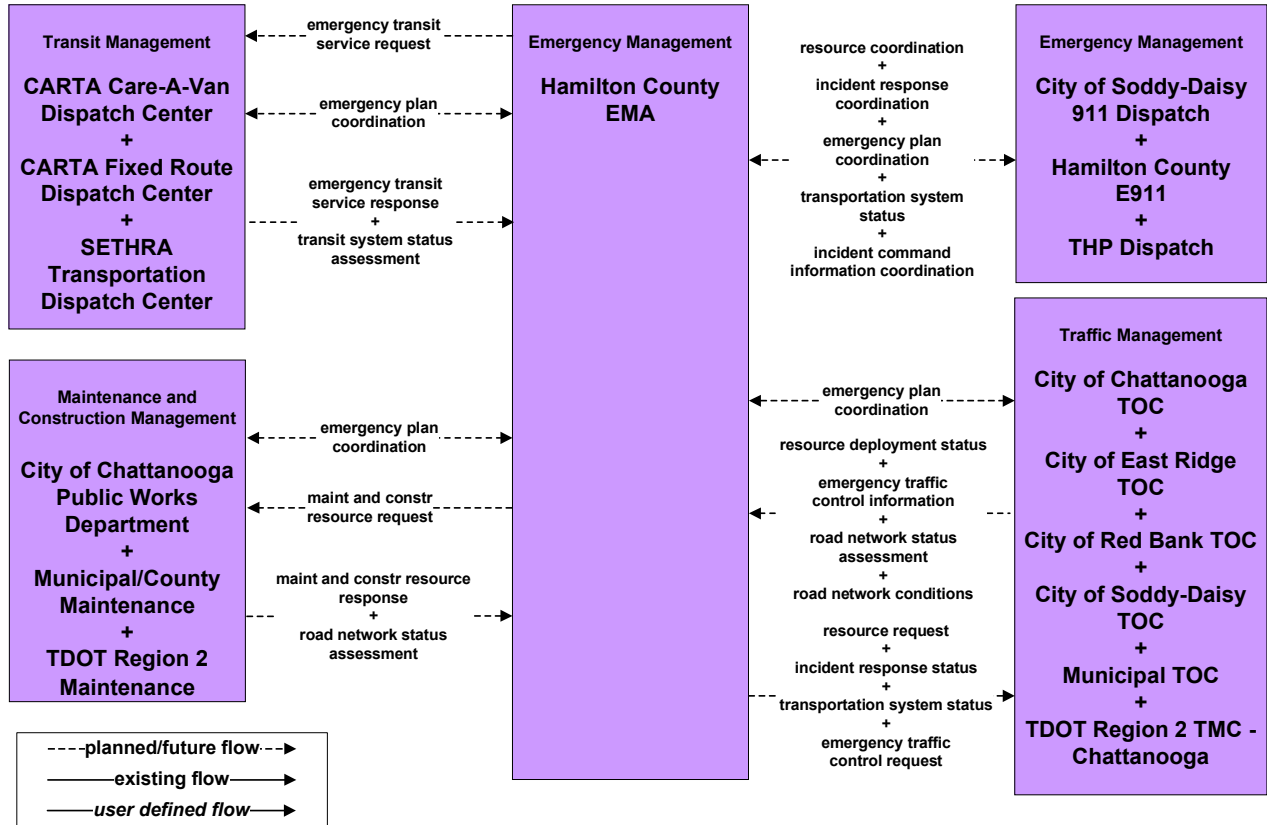 Transit Management
CARTA Care-A-Van
Dispatch Center
+
CARTA Fixed Route
Dispatch Center
+
SETHRA
Transportation
Dispatch Center
emergency transit
service request
emergency plan
coordination
emergency transit
service response
+
transit system status
assessment
Emergency Management
Hamilton County
EMA
resource coordination
+
incident response
coordination
+
emergency plan
coordination
+
transportation system
status
+
incident command
information coordination
Emergency Management
City of Soddy-Daisy
911 Dispatch
+
Hamilton County
E911
+
THP Dispatch
Maintenance and
Construction Management
City of Chattanooga
Public Works
Department
+
Municipal/County
Maintenance
+
TDOT Region 2
Maintenance
emergency plan
coordination
maint and constr
resource request
maint and constr resource
response
+
road network status
assessment
emergency plan
coordination
resource deployment status
+
emergency traffic
control information
+
road network status
assessment
+
road network conditions
resource request
+
incident response status
+
transportation system status
+
emergency traffic
control request
Traffic Management
City of Chattanooga
TOC
+
City of East Ridge
TOC
+
City of Red Bank TOC
+
City of Soddy-Daisy
TOC
+
Municipal TOC
+
TDOT Region 2 TMC -
Chattanooga
planned/future flow
existing flow
user defined flow